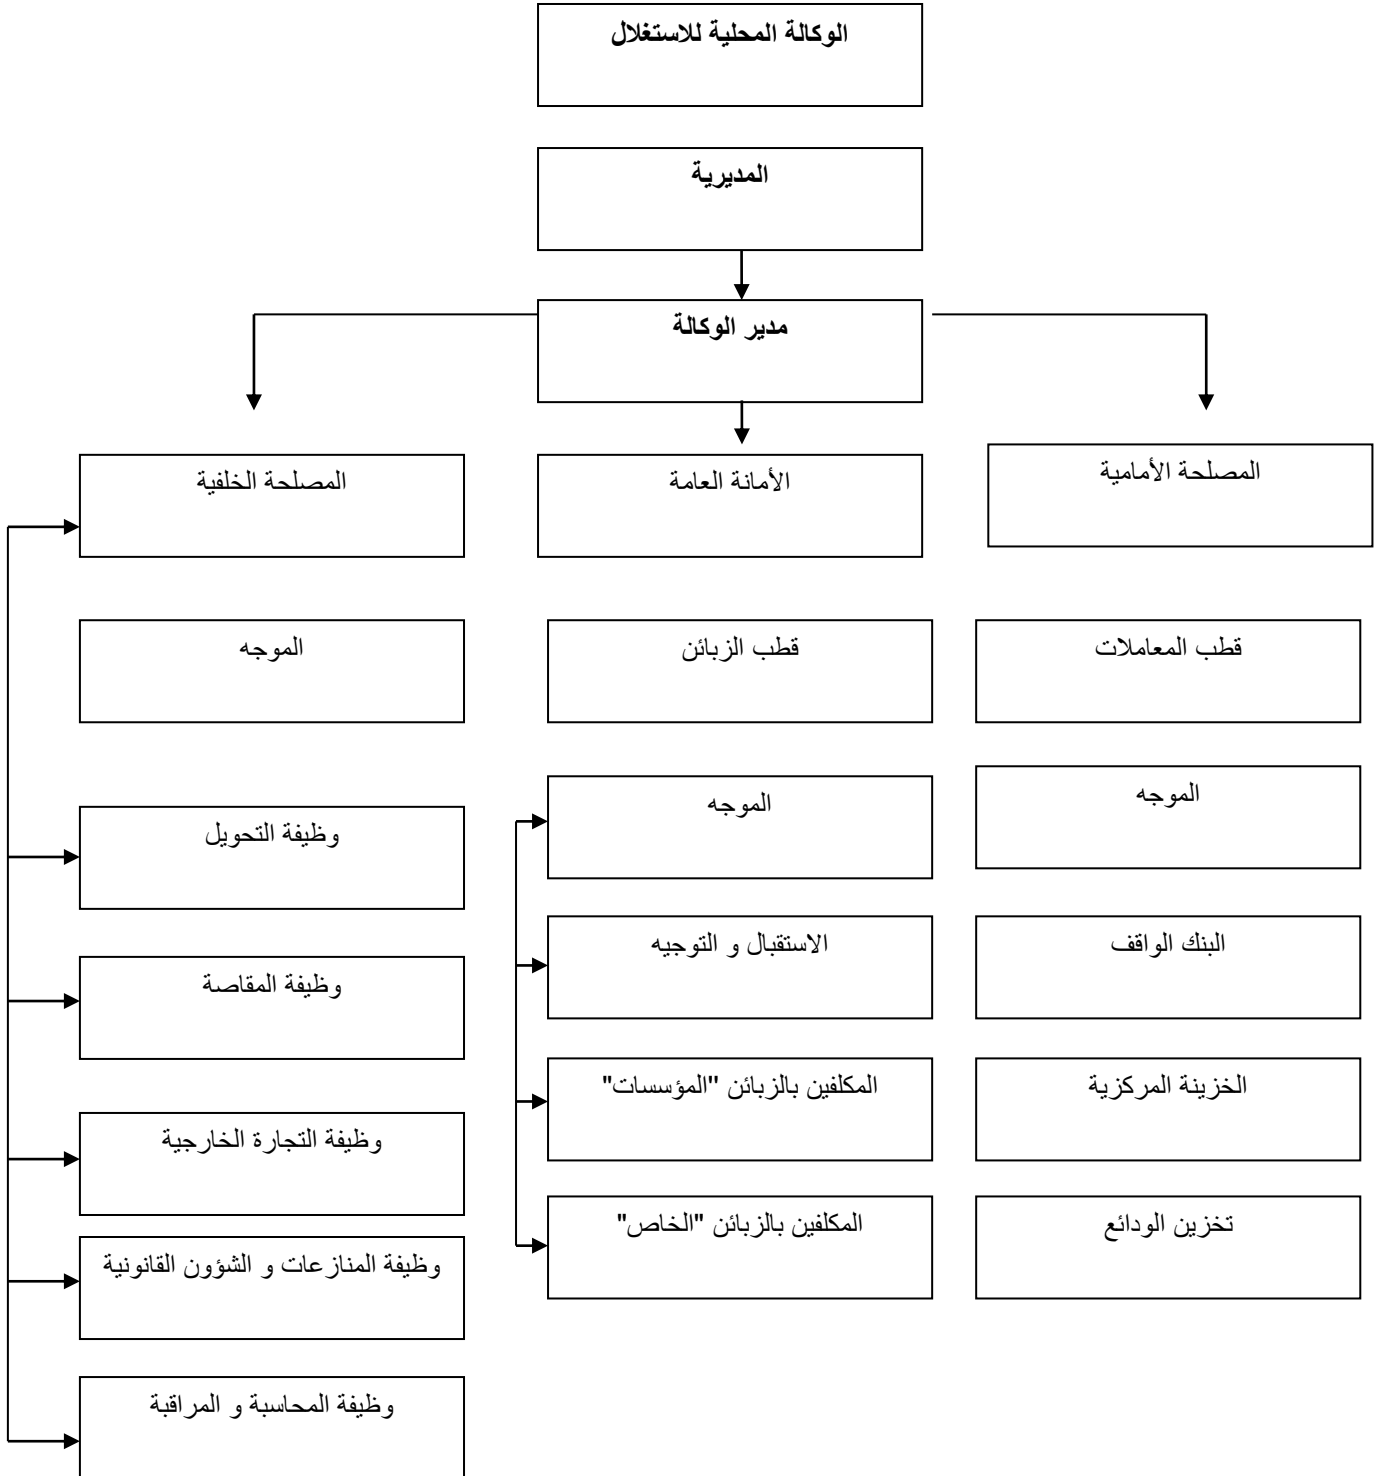 الوكالة المحلية للاستغلال
المديرية
مدير الوكالة
المصلحة الأمامية
الأمانة العامة
المصلحة الخلفية
قطب المعاملات
قطب الزبائن
الموجه
الموجه
الموجه
وظيفة التحويل
البنك الواقف
الاستقبال و التوجيه
وظيفة المقاصة
الخزينة المركزية
المكلفين بالزبائن "المؤسسات"
وظيفة التجارة الخارجية
تخزين الودائع
المكلفين بالزبائن "الخاص"
وظيفة المنازعات و الشؤون القانونية
وظيفة المحاسبة و المراقبة